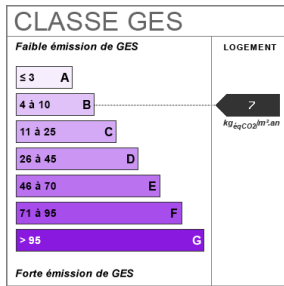 CLASSE GES
Faible émission de GES
LOGEMENT
≤ 3 A
4 à 10 B
7
kgéqCO2/m².an
11 à 25 C
26 à 45 D
46 à 70 E
71 à 95 F
> 95 G
Forte émission de GES